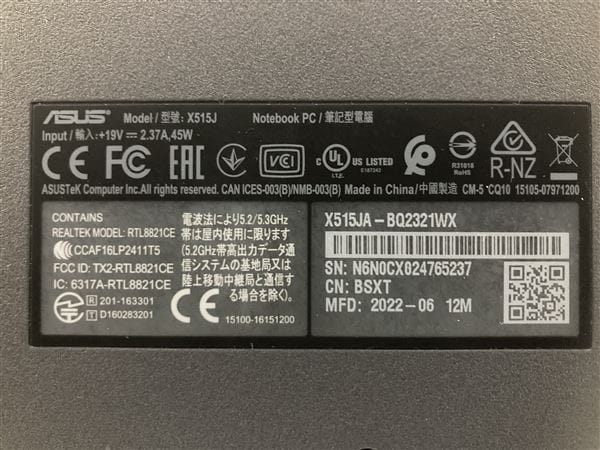 ASUS Model / 型號: X515J Notebook PC / 筆記型電腦
Input / 輸入: +19V ⎓ 2.37A,45W
CE FC EAC VCI UL US LISTED I.T.E. E187242 R31018 RoHS R-NZ
ASUSTeK Computer Inc.All rights reserved. CAN ICES-003(B)/NMB-003(B) Made in China/中國製造 CM-5 CQ10 15105-07971200
CONTAINS
REALTEK MODEL: RTL8821CE
CCAF16LP2411T5
FCC ID: TX2-RTL8821CE
IC: 6317A-RTL8821CE
R 201-163301
T D160283201
電波法により5.2/5.3GHz
帯は屋内使用に限ります
(5.2GHz帯高出力データ通
信システムの基地局又は
陸上移動中継局と通信す
る場合を除く)。
CE
15100-16151200
X515JA-BQ2321WX
SN: N6N0CX024765237
CN: BSXT
MFD: 2022-06 12M